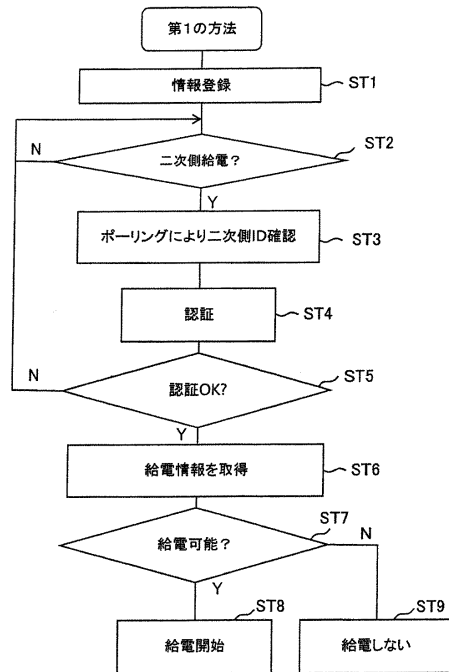 第1の方法
情報登録
ST1
二次側給電?
ST2
N
Y
ポーリングにより二次側ID確認
ST3
認証
ST4
認証OK?
ST5
N
Y
給電情報を取得
ST6
給電可能?
ST7
N
Y
給電開始
ST8
給電しない
ST9